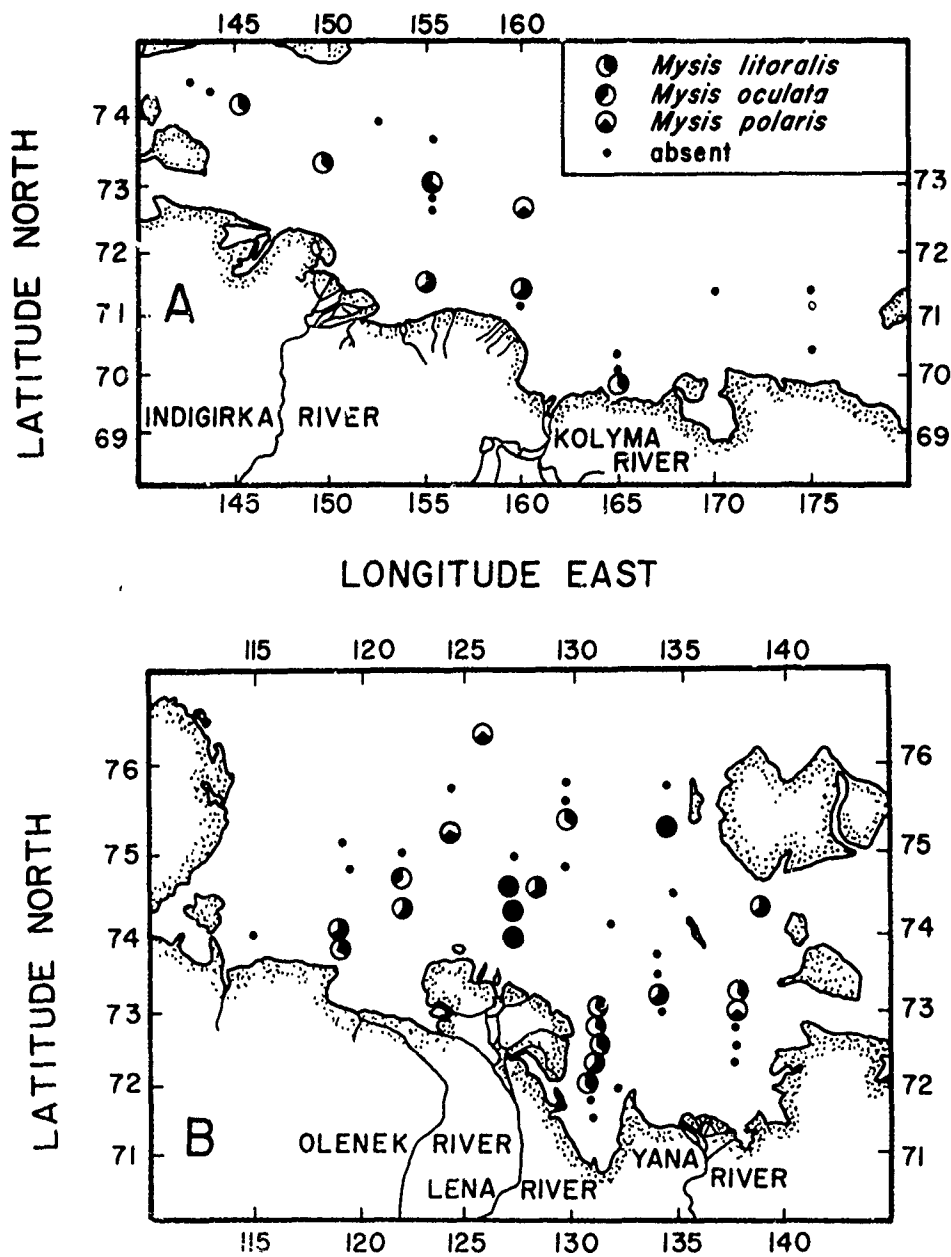 145 150 155 160
Mysis litoralis
Mysis oculata
Mysis polaris
absent
74
73
72
71
70
69
73
72
71
70
69
LATITUDE NORTH
A
INDIGIRKA RIVER
KOLYMA
RIVER
145 150 155 160 165 170 175
LONGITUDE EAST
115 120 125 130 135 140
76
75
74
73
72
71
76
75
74
73
72
71
LATITUDE NORTH
B
OLENEK RIVER
LENA RIVER
YANA
RIVER
115 120 125 130 135 140